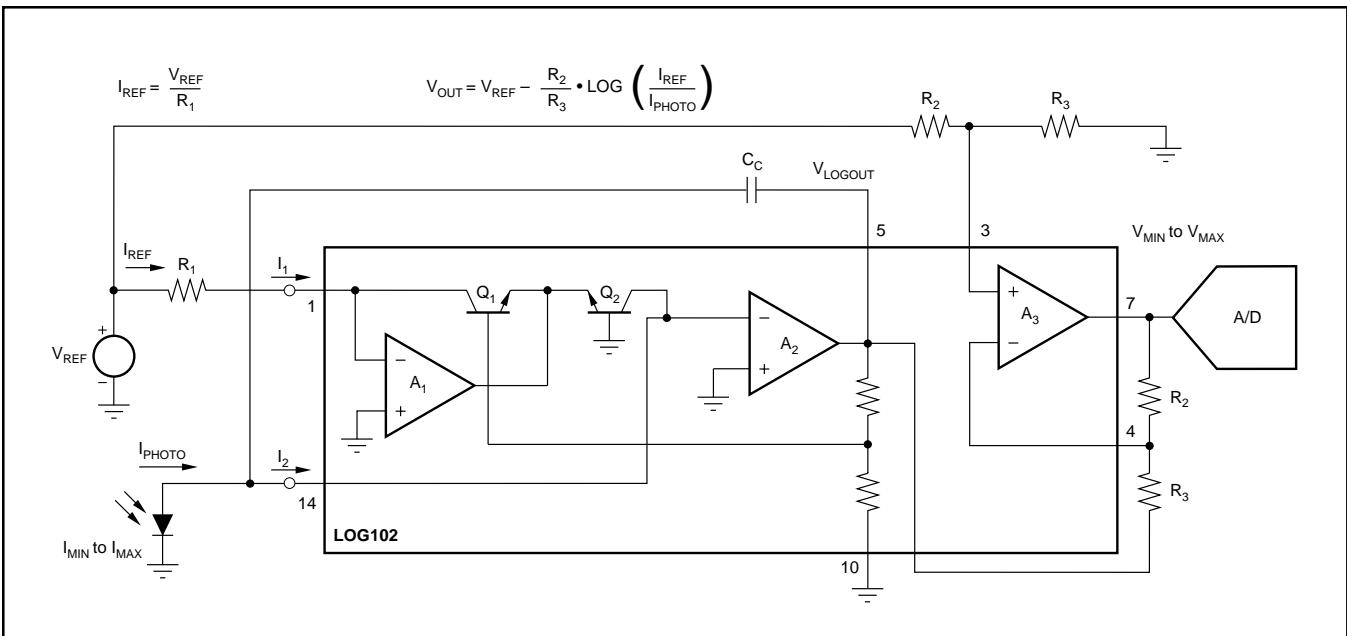 I_REF = V_REF / R_1
V_OUT = V_REF − R_2 / R_3 • LOG ( I_REF / I_PHOTO )
R_2
R_3
C_C
V_LOGOUT
5
3
V_MIN to V_MAX
I_REF
R_1
I_1
1
Q_1
Q_2
A_1
−
+
A_2
−
+
A_3
+
−
7
A/D
V_REF
+
−
R_2
4
R_3
I_PHOTO
I_2
14
I_MIN to I_MAX
LOG102
10